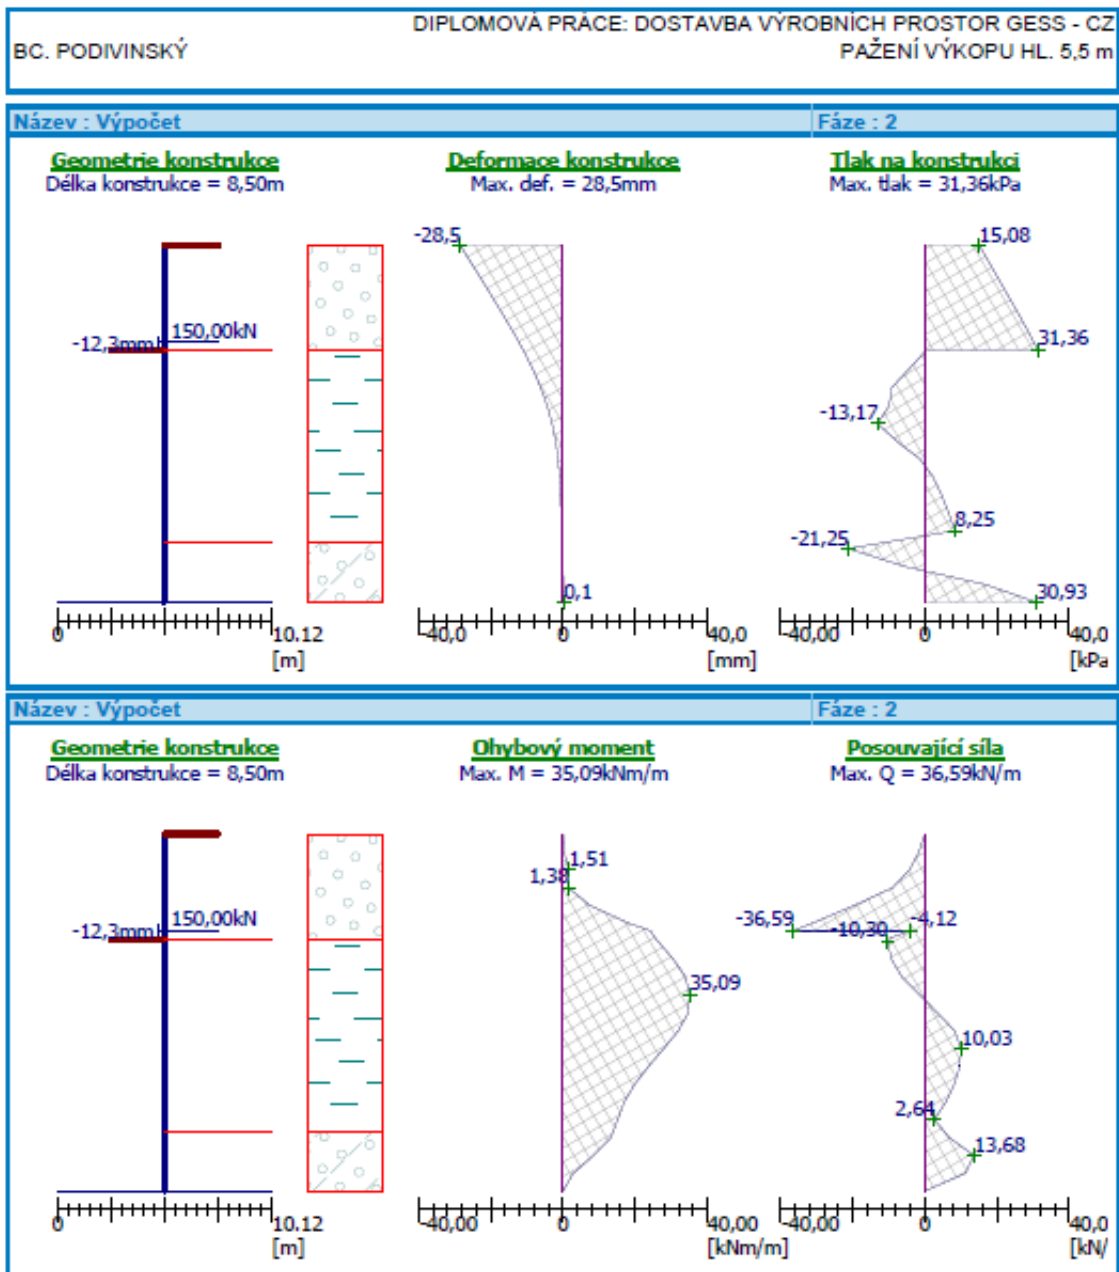 DIPLOMOVÁ PRÁCE: DOSTAVBA VÝROBNÍCH PROSTOR GESS - CZ
BC. PODIVINSKÝ
PAŽENÍ VÝKOPU HL. 5,5 m
Název : Výpočet
Fáze : 2
Geometrie konstrukce
Délka konstrukce = 8,50m
Deformace konstrukce
Max. def. = 28,5mm
Tlak na konstrukci
Max. tlak = 31,36kPa
-12,3mm
150,00kN
0
10.12
[m]
-28,5
0,1
-40,0
0
40,0
[mm]
15,08
31,36
-13,17
8,25
-21,25
30,93
-40,00
0
40,0
[kPa
Název : Výpočet
Fáze : 2
Geometrie konstrukce
Délka konstrukce = 8,50m
Ohybový moment
Max. M = 35,09kNm/m
Posouvající síla
Max. Q = 36,59kN/m
-12,3mm
150,00kN
0
10.12
[m]
1,51
1,38
35,09
-40,00
0
40,00
[kNm/m]
-36,59
-4,12
-10,30
10,03
2,64
13,68
-40,00
0
40,0
[kN/